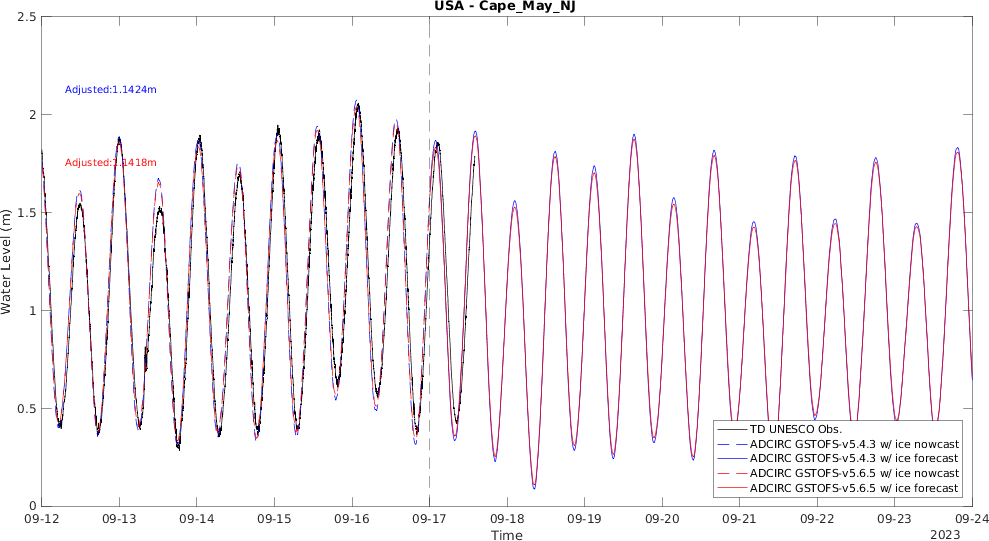 USA - Cape_May_NJ
2.5
2
1.5
1
0.5
0
Water Level (m)
Adjusted:1.1424m
Adjusted:1.1418m
TD UNESCO Obs.
ADCIRC GSTOFS-v5.4.3 w/ ice nowcast
ADCIRC GSTOFS-v5.4.3 w/ ice forecast
ADCIRC GSTOFS-v5.6.5 w/ ice nowcast
ADCIRC GSTOFS-v5.6.5 w/ ice forecast
09-12 09-13 09-14 09-15 09-16 09-17 09-18 09-19 09-20 09-21 09-22 09-23 09-24
Time
2023